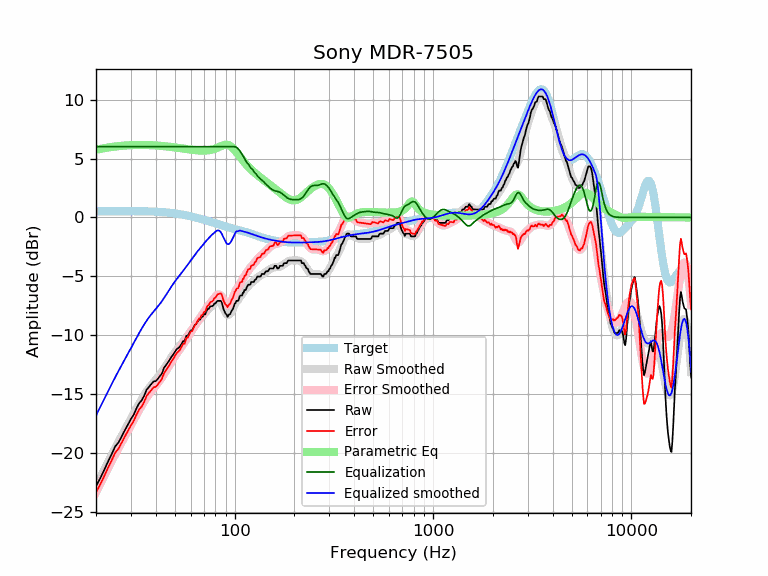 Sony MDR-7505
Amplitude (dBr)
10
5
0
−5
−10
−15
−20
−25
100
1000
10000
Frequency (Hz)
Target
Raw Smoothed
Error Smoothed
Raw
Error
Parametric Eq
Equalization
Equalized smoothed